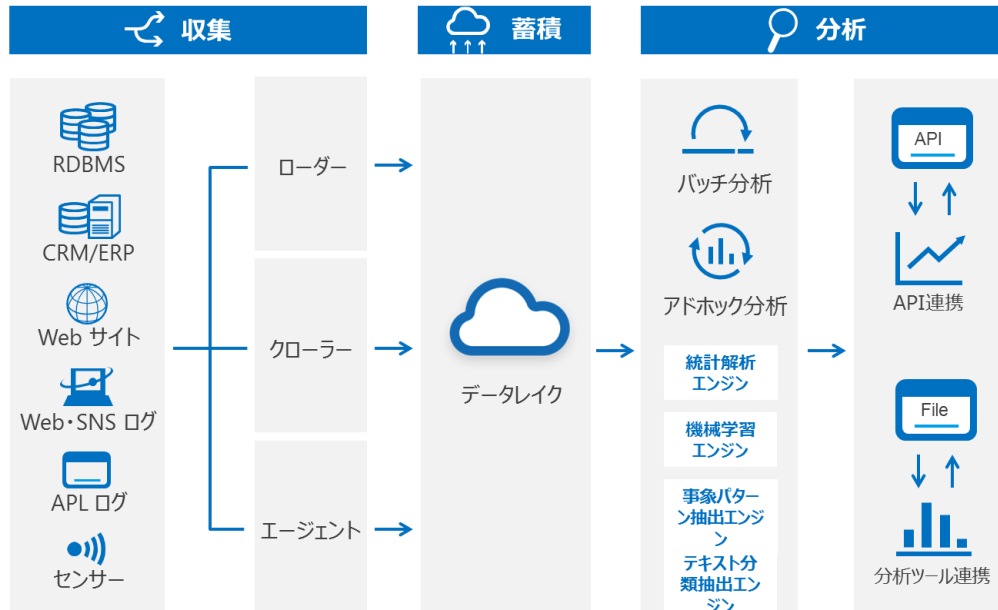 収集
蓄積
分析
RDBMS
CRM/ERP
Web サイト
Web・SNS ログ
APL ログ
センサー
ローダー
クローラー
エージェント
データレイク
バッチ分析
アドホック分析
統計解析
エンジン
機械学習
エンジン
事象パター
ン抽出エンジ
ン
テキスト分
類抽出エン
ジン
API
API連携
File
分析ツール連携